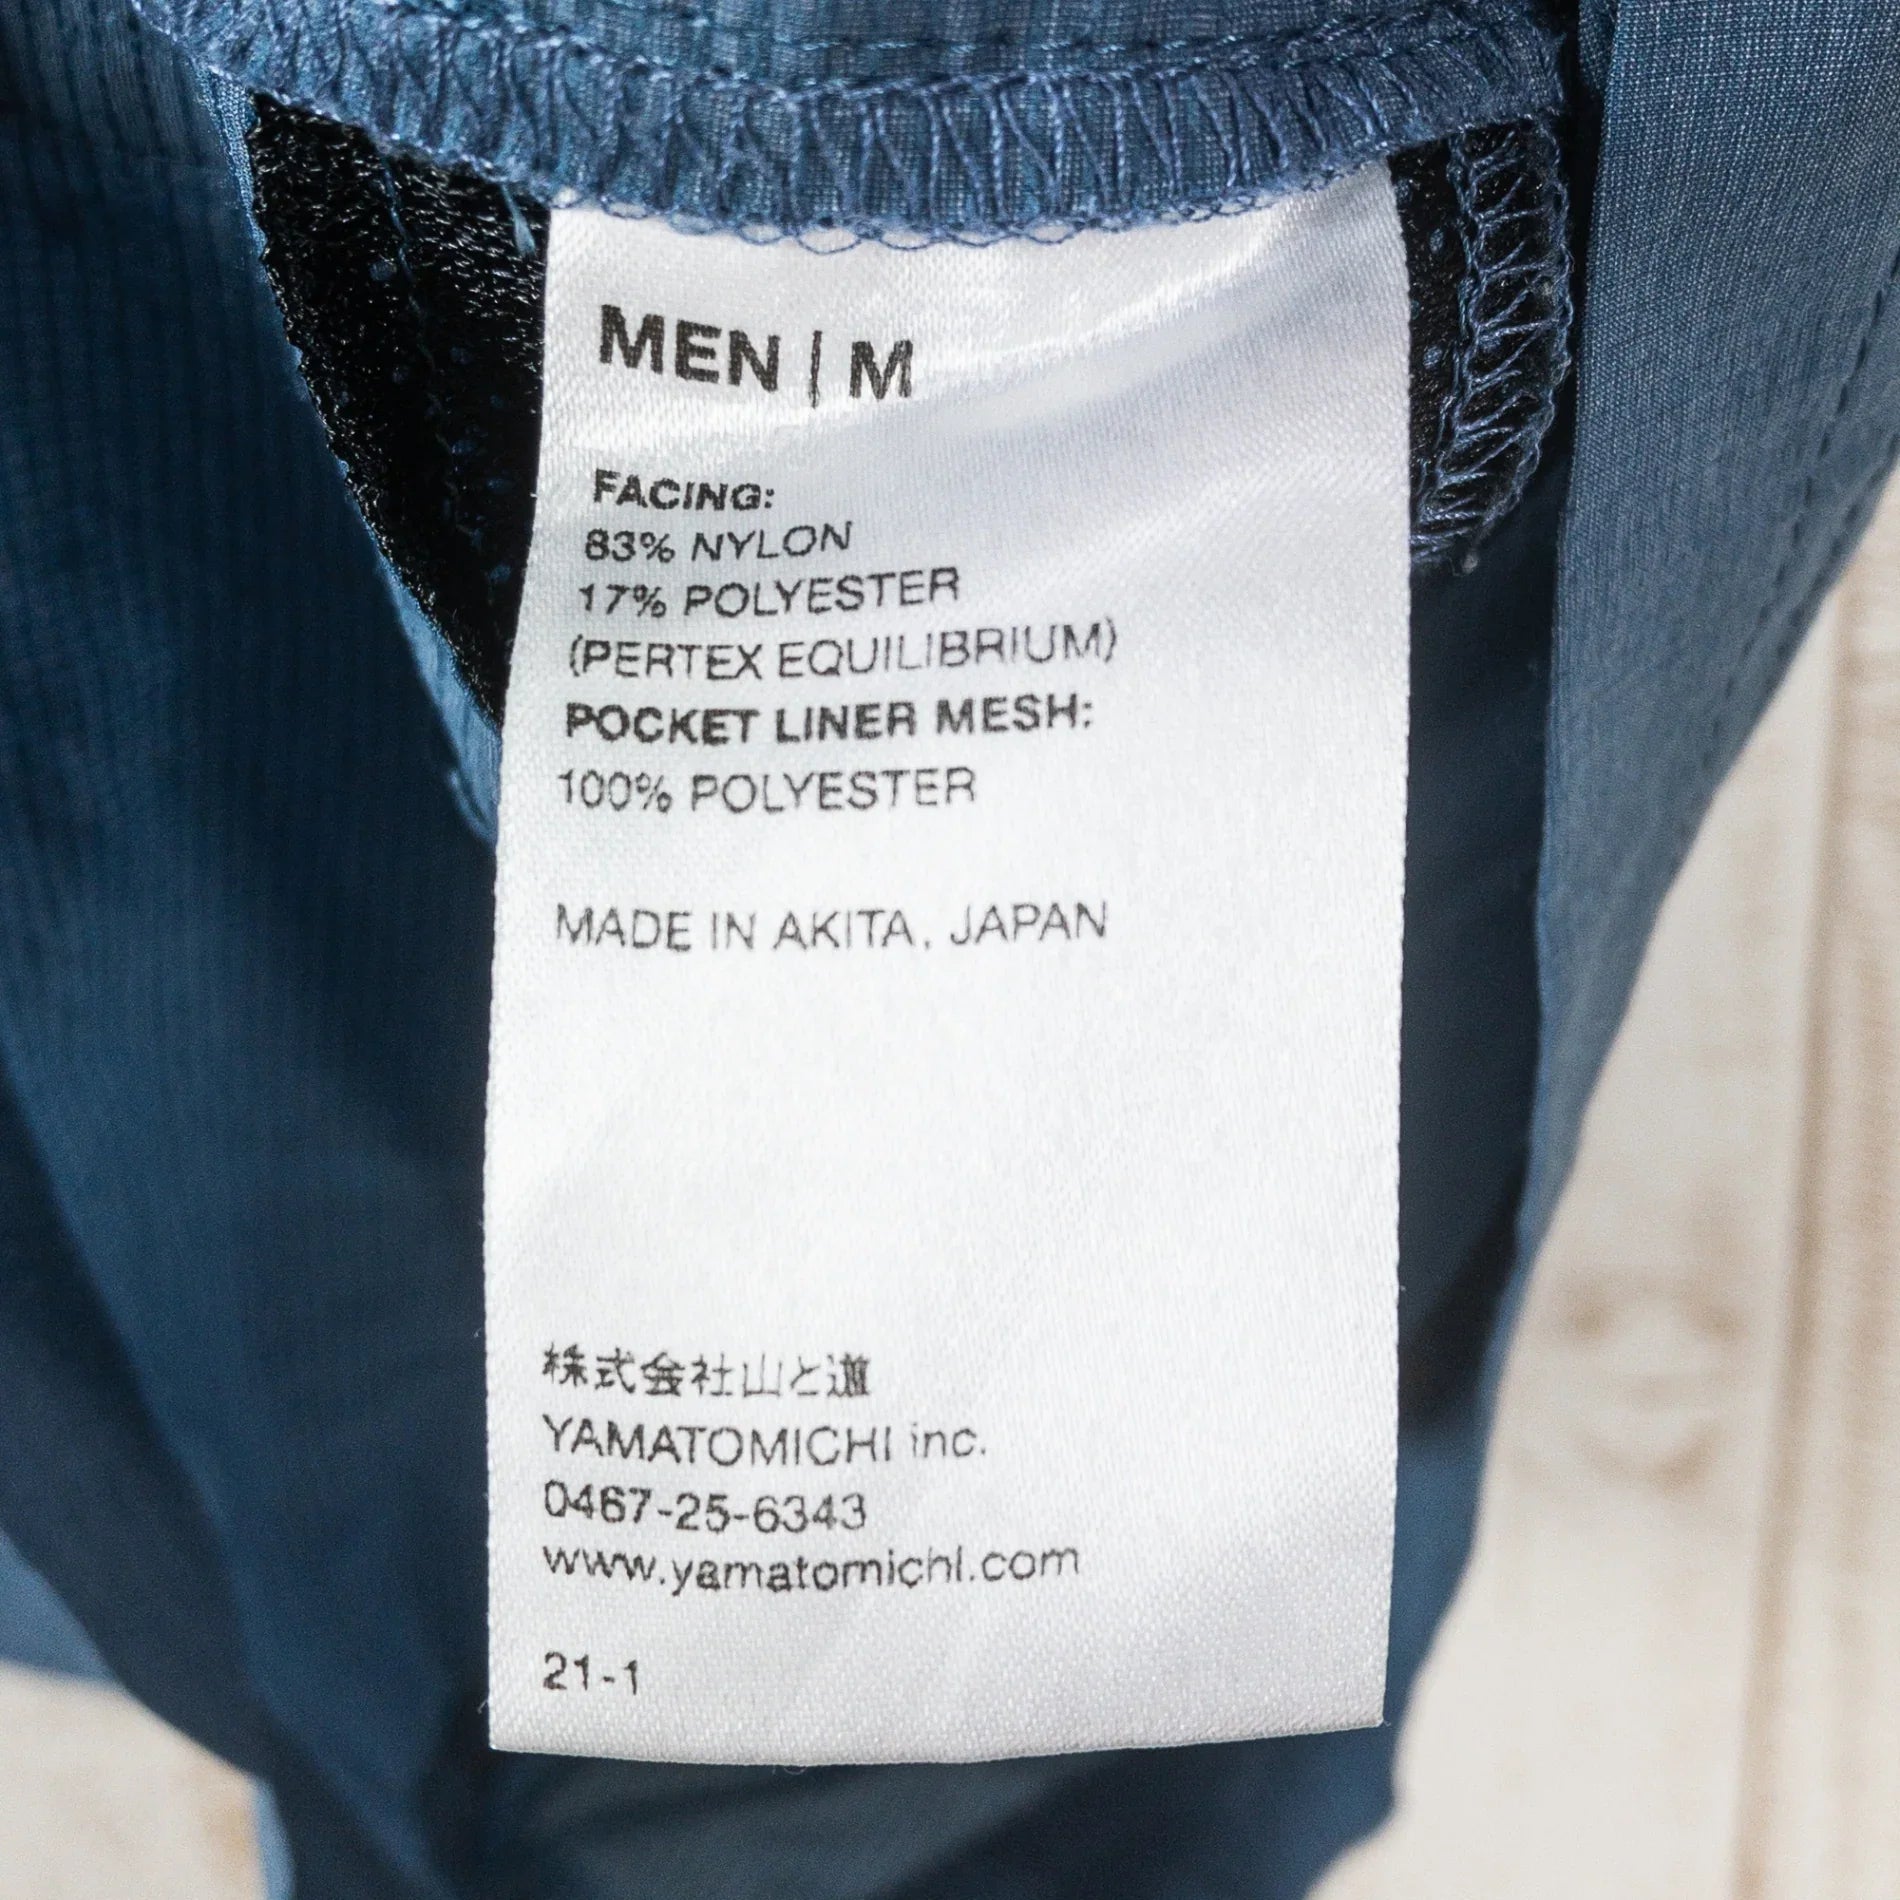 MEN | M
FACING:
83% NYLON
17% POLYESTER
(PERTEX EQUILIBRIUM)
POCKET LINER MESH:
100% POLYESTER
MADE IN AKITA, JAPAN
株式会社山と道
YAMATOMICHI inc.
0467-25-6343
www.yamatomichi.com
21-1